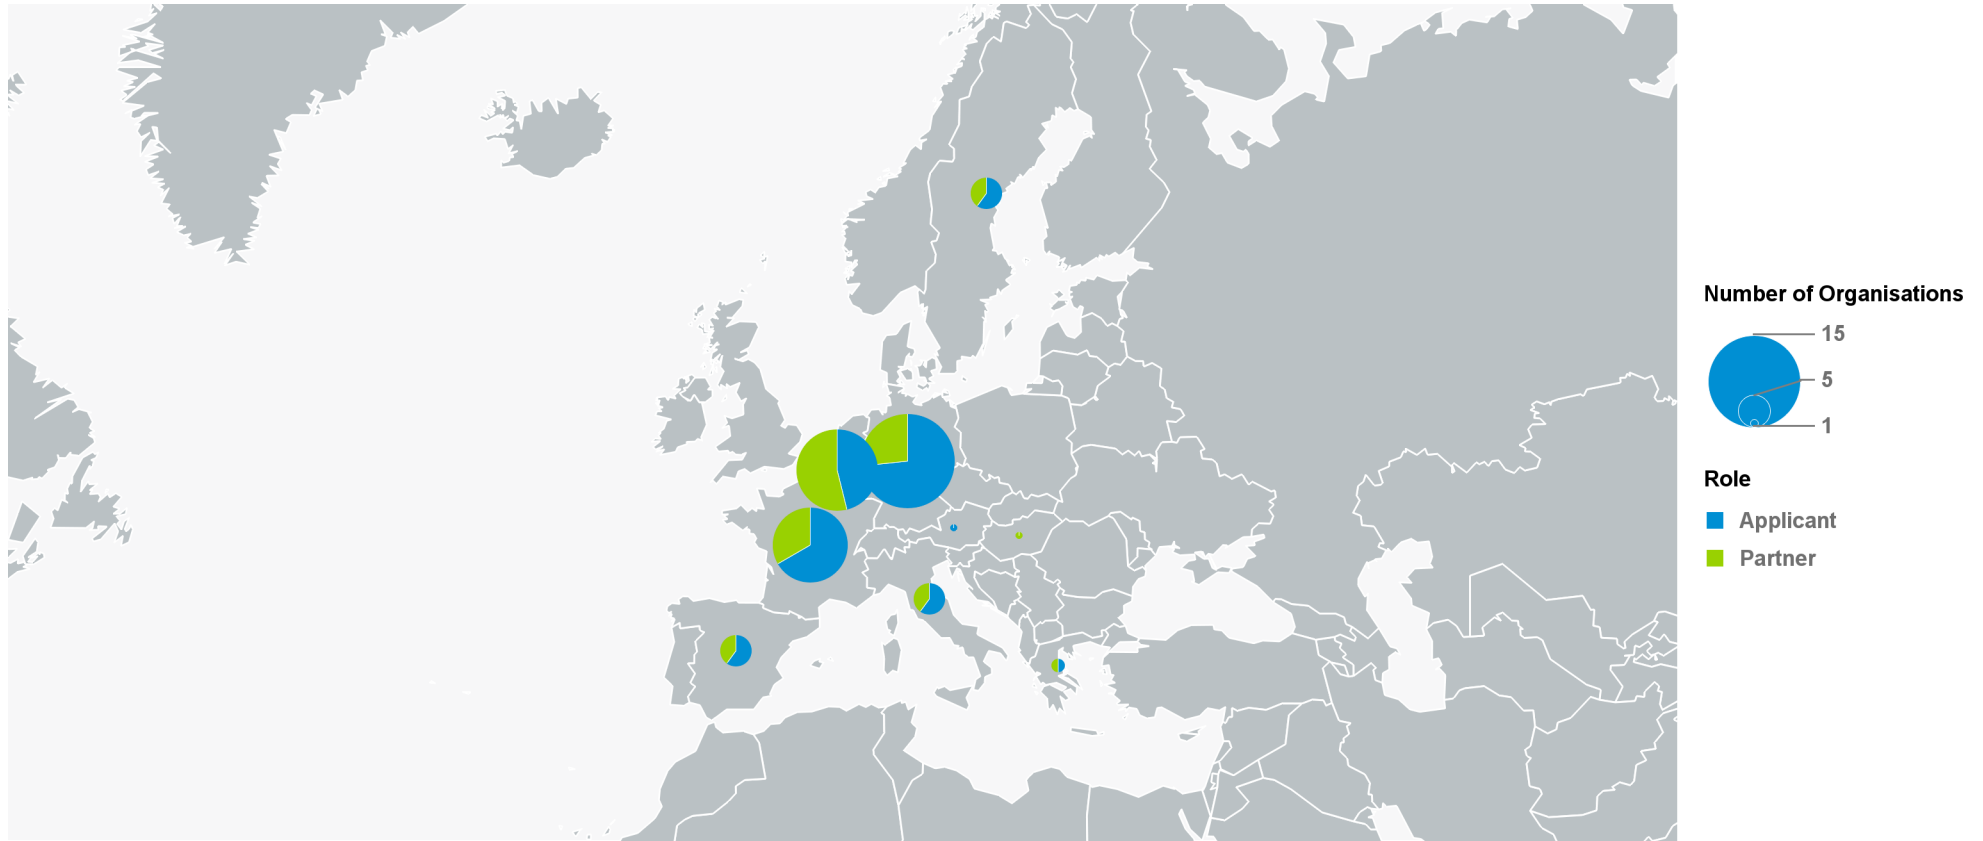 Number of Organisations
15
5
1
Role
Applicant
Partner